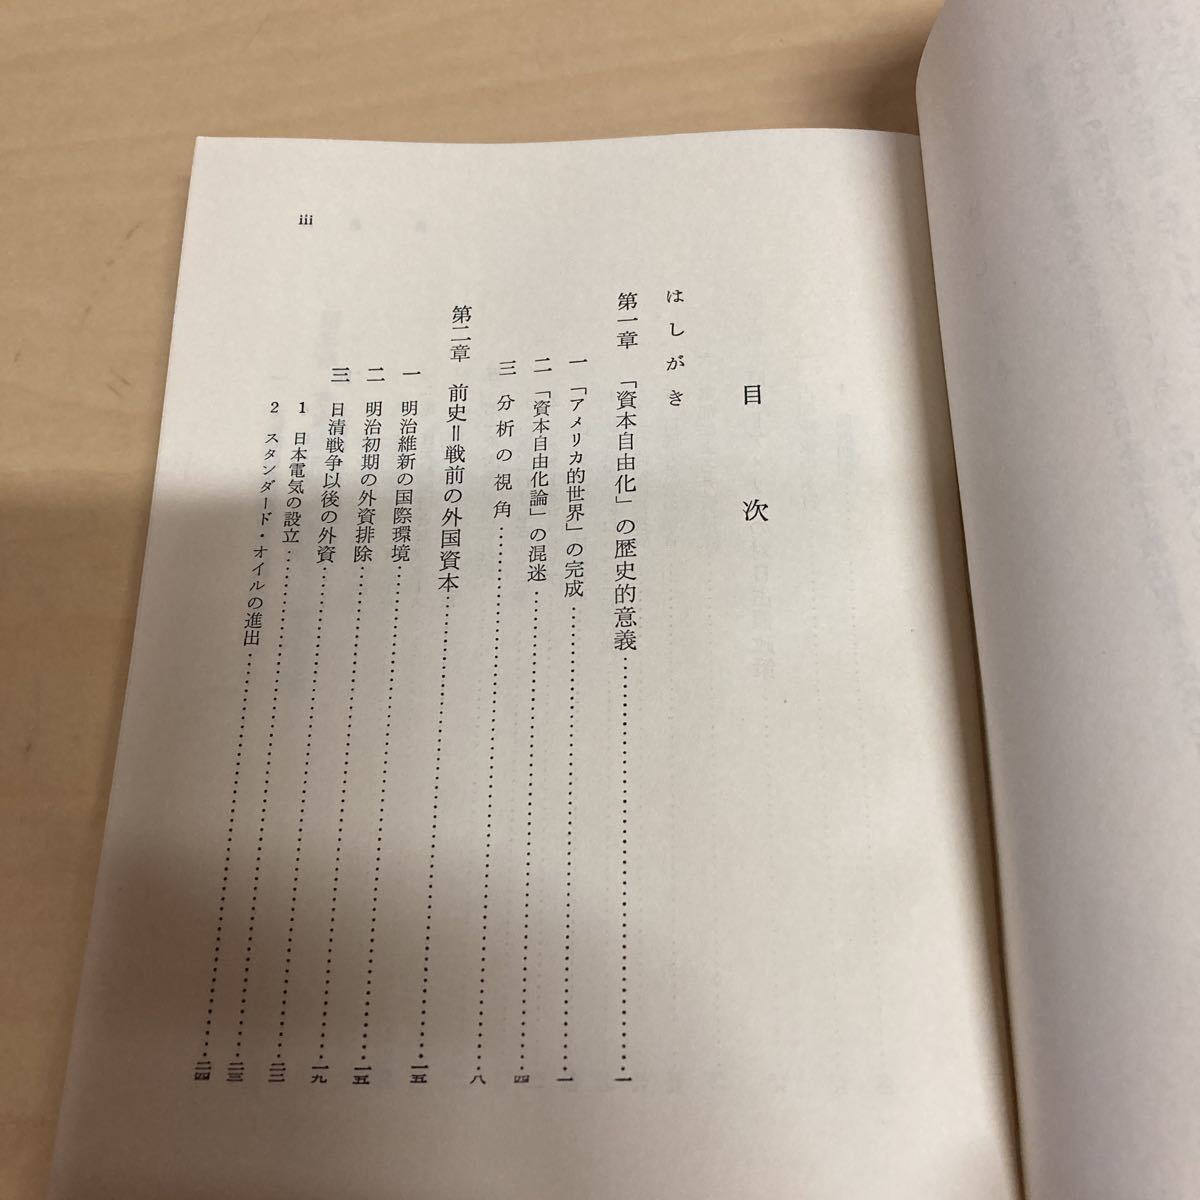 目次
はしがき
第一章 「資本自由化」の歴史的意義……一
一 「アメリカ的世界」の完成……一
二 「資本自由化論」の混迷……四
三 分析の視角……八
第二章 前史＝戦前の外国資本……一五
一 明治維新の国際環境……一五
二 明治初期の外資排除……一九
三 日清戦争以後の外資……二二
1 日本電気の設立……二三
2 スタンダード・オイルの進出……二四
iii